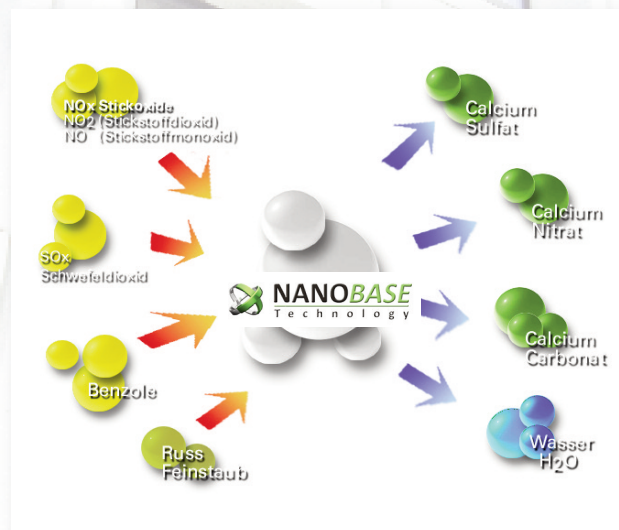 NOx Stickoxide
NO2 (Stickstoffdioxid)
NO (Stickstoffmonoxid)
SOx
Schwefeldioxid
Benzole
Russ
Feinstaub
NANOBASE
Technology
Calcium
Sulfat
Calcium
Nitrat
Calcium
Carbonat
Wasser
H2O